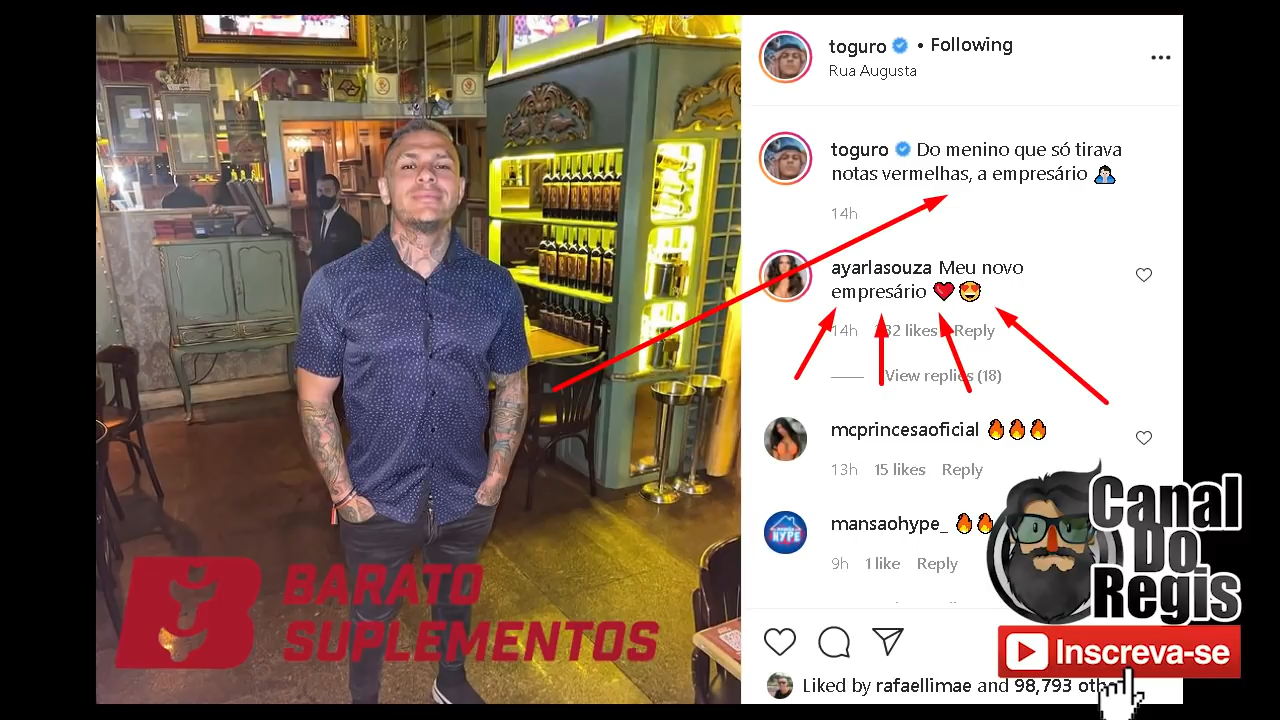 toguro • Following
Rua Augusta
toguro Do menino que só tirava
notas vermelhas, a empresário
14h
ayarlasouza Meu novo
empresário ❤️😍
14h likes Reply
View replies (18)
mcprincesaoficial 🔥🔥🔥
13h 15 likes Reply
HYPE
mansaohype_ 🔥🔥
9h 1 like Reply
Canal
Do
Regis
BARATO
SUPLEMENTOS
Inscreva-se
Liked by rafaellimae and 98,793